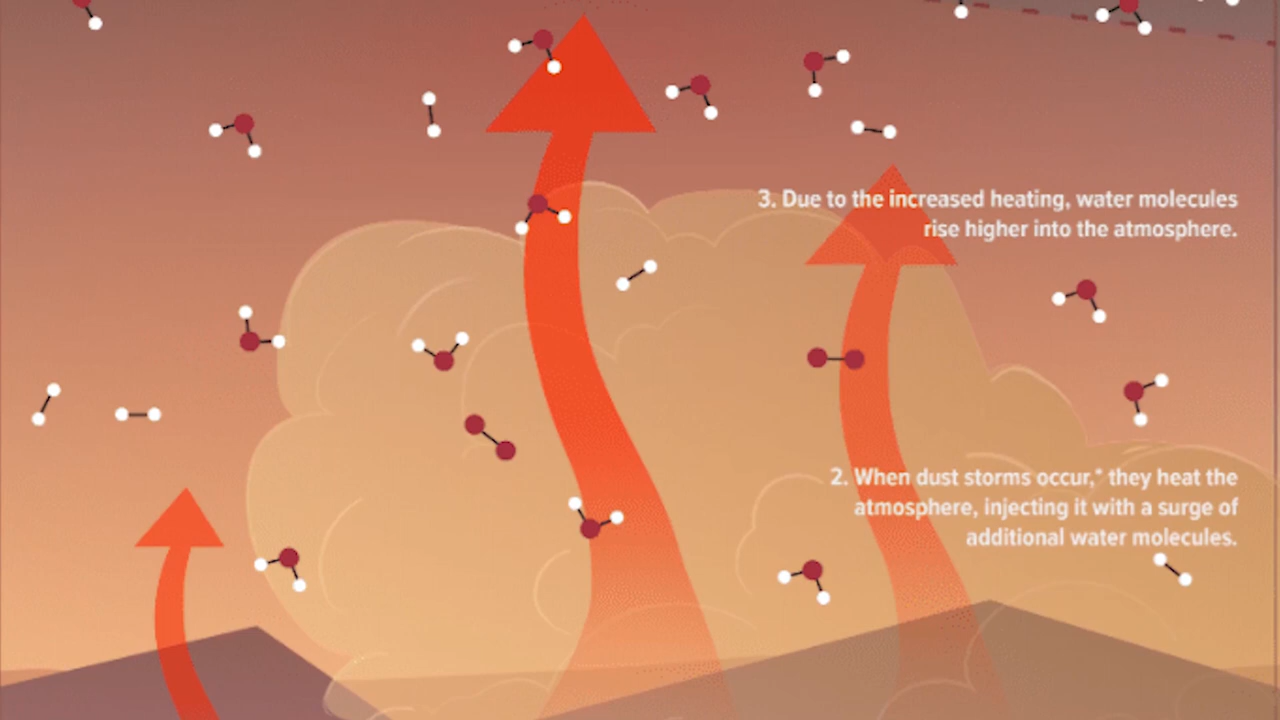 3. Due to the increased heating, water molecules
rise higher into the atmosphere.
2. When dust storms occur,* they heat the
atmosphere, injecting it with a surge of
additional water molecules.